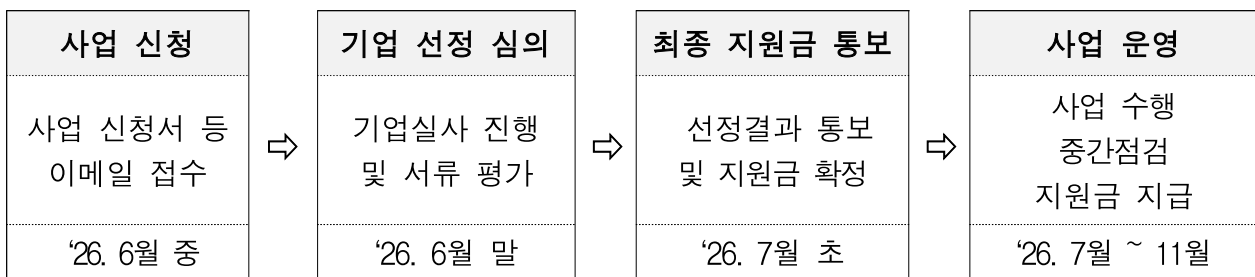 사업 신청
사업 신청서 등
이메일 접수
‘26. 6월 중
⇨
기업 선정 심의
기업실사 진행
및 서류 평가
‘26. 6월 말
⇨
최종 지원금 통보
선정결과 통보
및 지원금 확정
‘26. 7월 초
⇨
사업 운영
사업 수행
중간점검
지원금 지급
‘26. 7월 ~ 11월